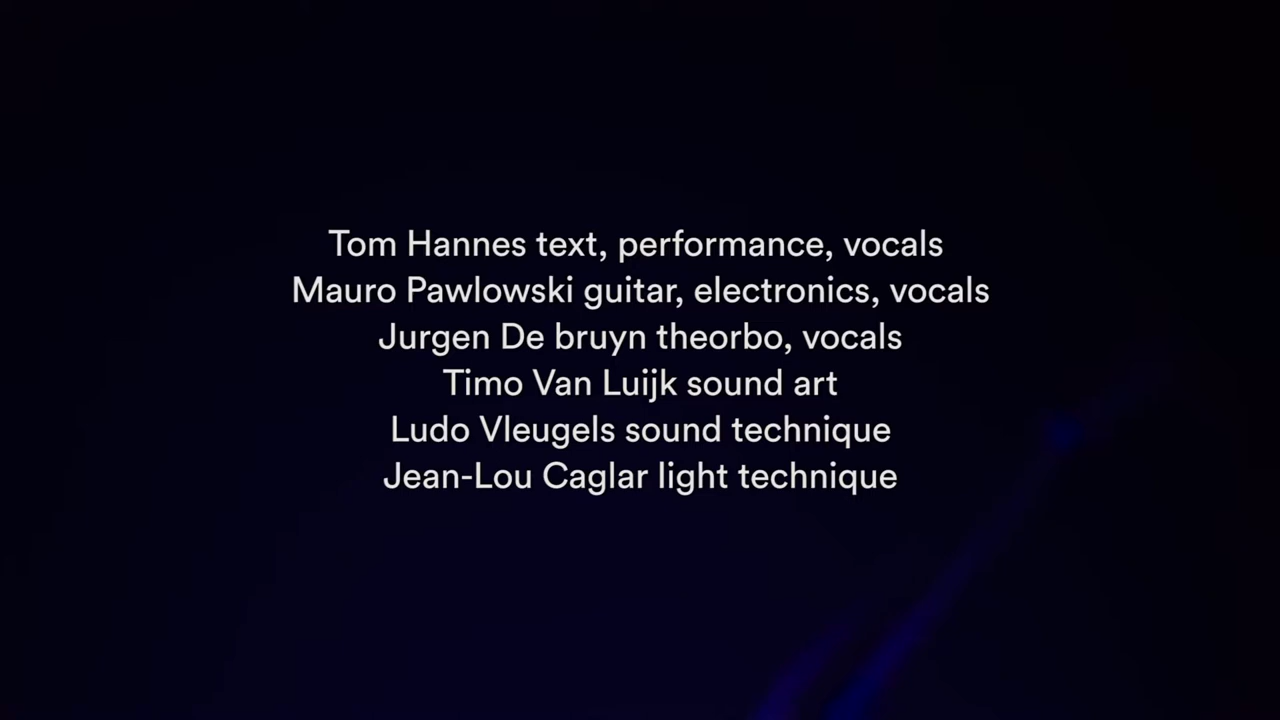 Tom Hannes text, performance, vocals
Mauro Pawlowski guitar, electronics, vocals
Jurgen De bruyn theorbo, vocals
Timo Van Luijk sound art
Ludo Vleugels sound technique
Jean-Lou Caglar light technique